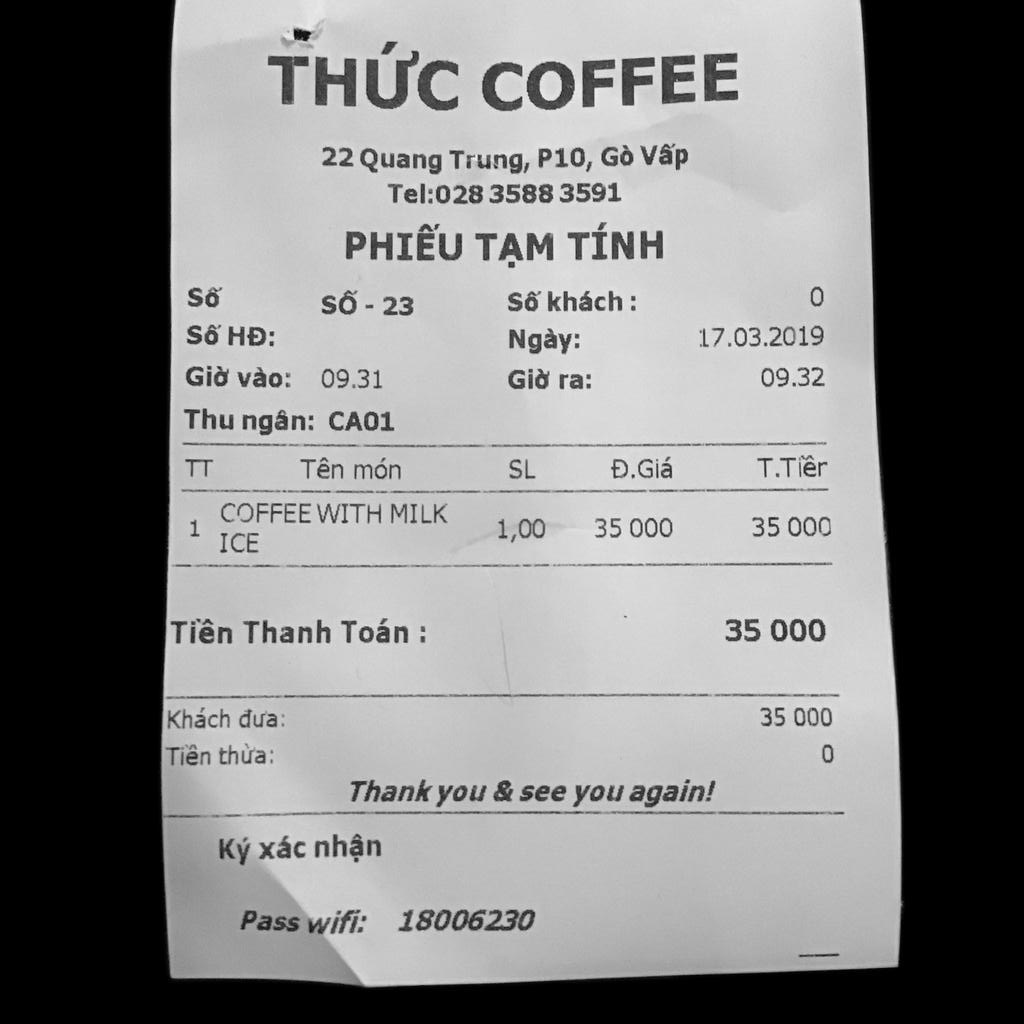 THỨC COFFEE
22 Quang Trung, P10, Gò Vấp
Tel:028 3588 3591
PHIẾU TẠM TÍNH
Số SỐ - 23 Số khách : 0
Số HĐ: Ngày: 17.03.2019
Giờ vào: 09.31 Giờ ra: 09.32
Thu ngân: CA01
TT Tên món SL Đ.Giá T.Tiền
1 COFFEE WITH MILK ICE 1,00 35 000 35 000
Tiền Thanh Toán : 35 000
Khách đưa: 35 000
Tiền thừa: 0
Thank you & see you again!
Ký xác nhận
Pass wifi: 18006230